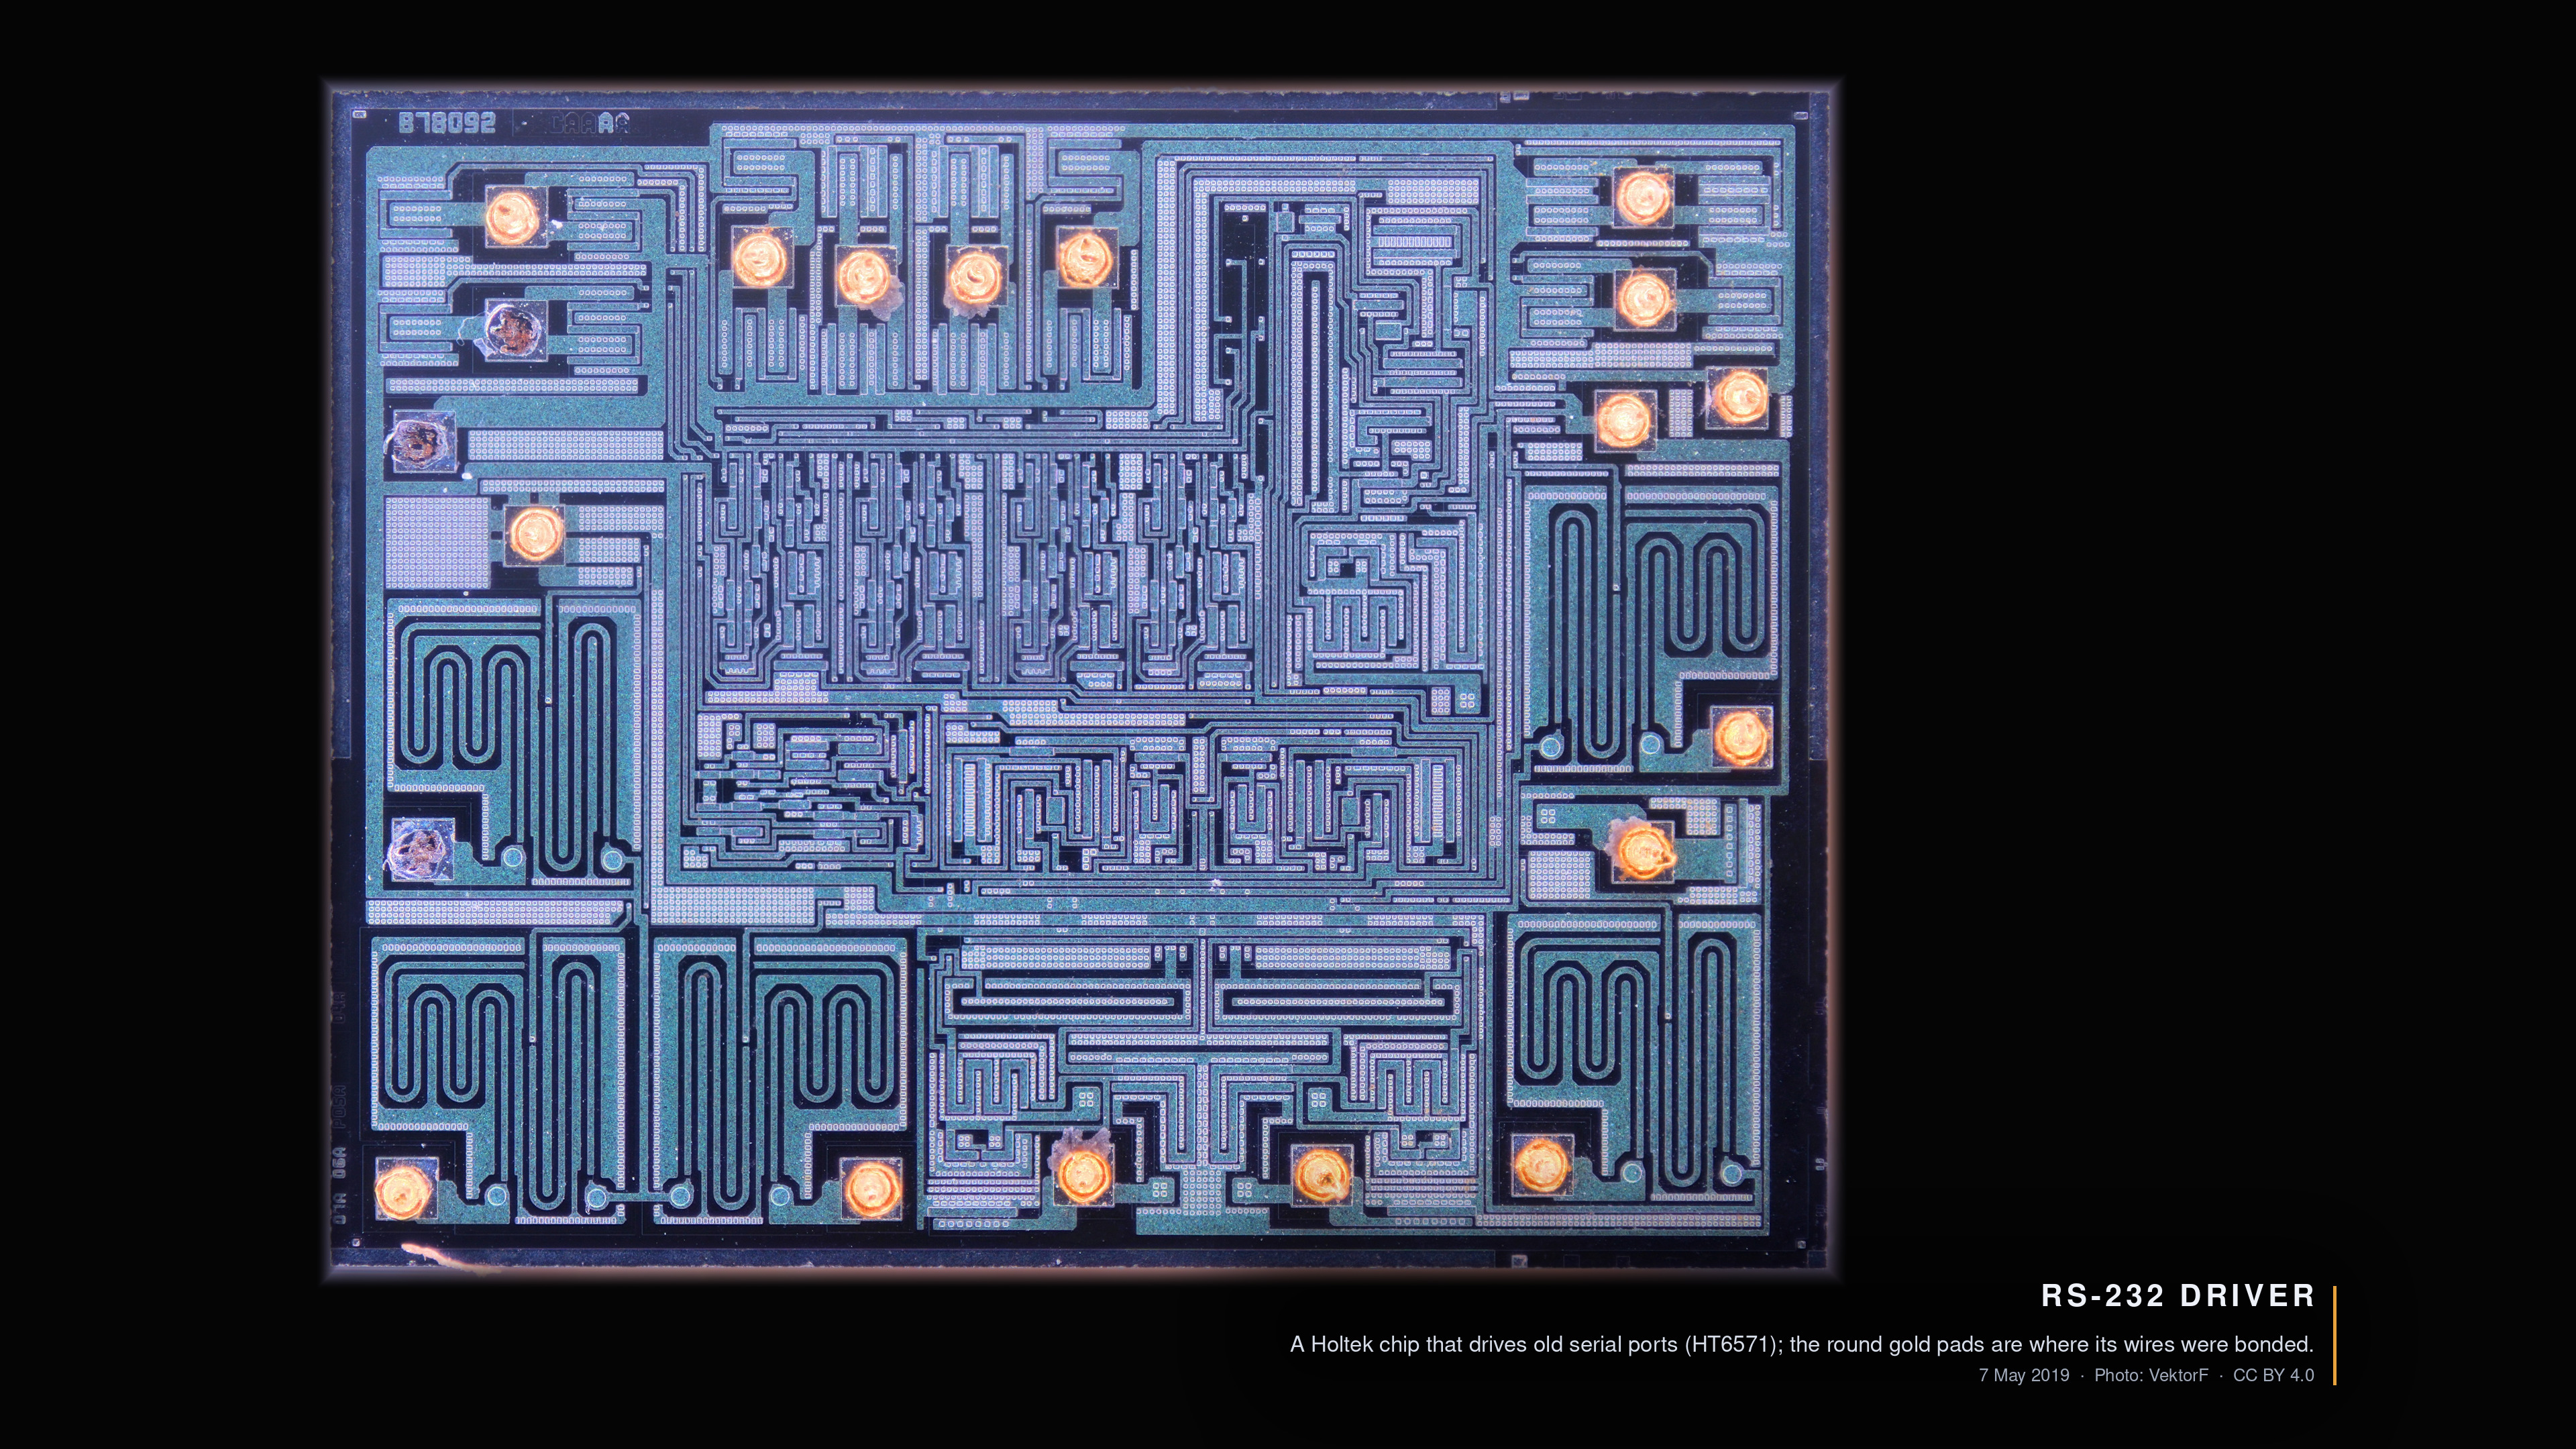 B78092
RS-232 DRIVER
A Holtek chip that drives old serial ports (HT6571); the round gold pads are where its wires were bonded.
7 May 2019 · Photo: VektorF · CC BY 4.0